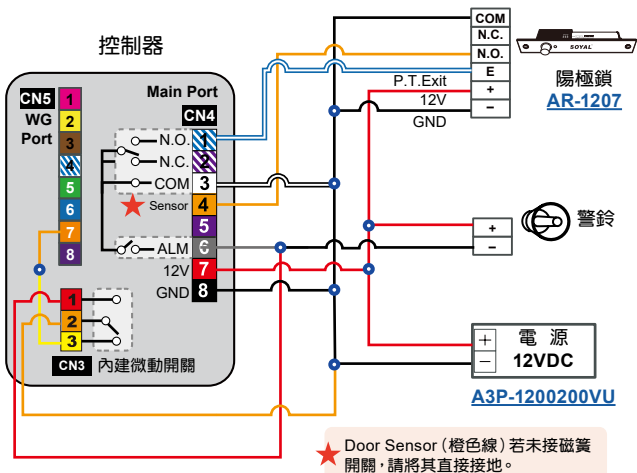 控制器
CN5
WG
Port
1
2
3
4
5
6
7
8
Main Port
CN4
N.O.
N.C.
COM
Sensor
ALM
12V
GND
1
2
3
4
5
6
7
8
1
2
3
CN3 內建微動開關
COM
N.C.
N.O.
E
+
−
P.T.Exit
12V
GND
SOYAL
陽極鎖
AR-1207
+
−
警鈴
+
−
電 源
12VDC
A3P-1200200VU
Door Sensor (橙色線) 若未接磁簧
開關,請將其直接接地。